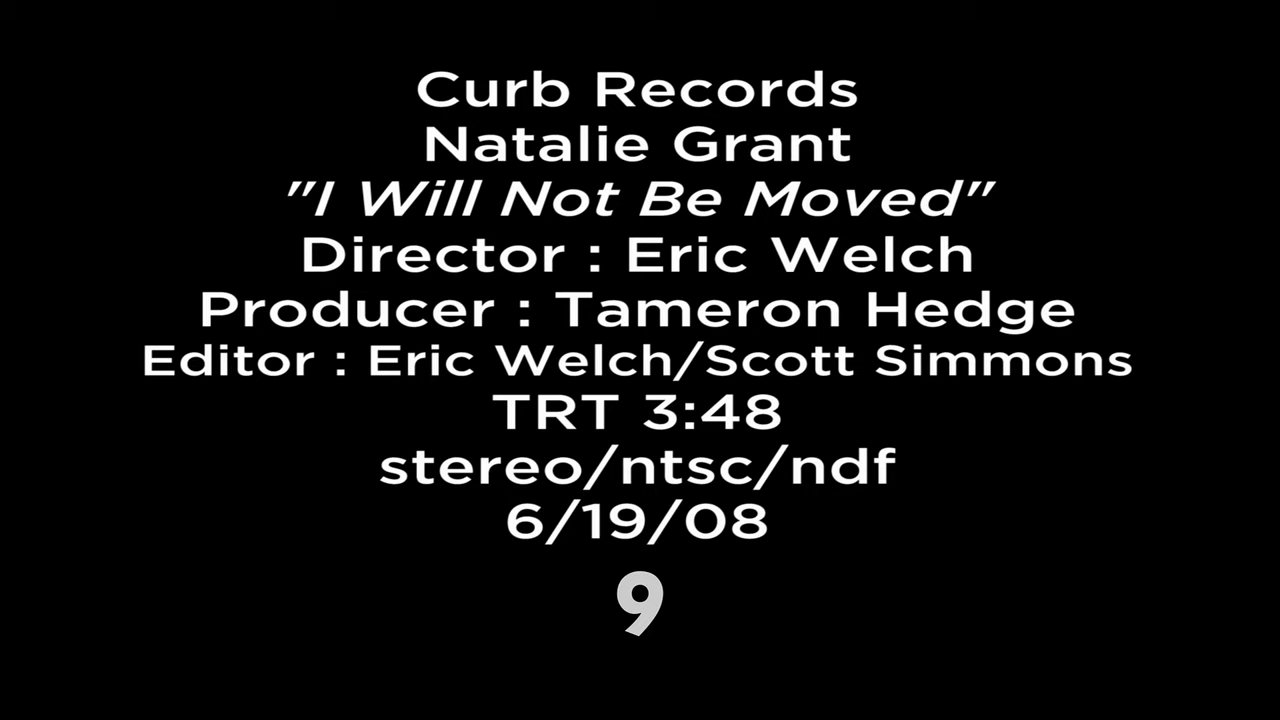 Curb Records
Natalie Grant
"I Will Not Be Moved"
Director : Eric Welch
Producer : Tameron Hedge
Editor : Eric Welch/Scott Simmons
TRT 3:48
stereo/ntsc/ndf
6/19/08
9